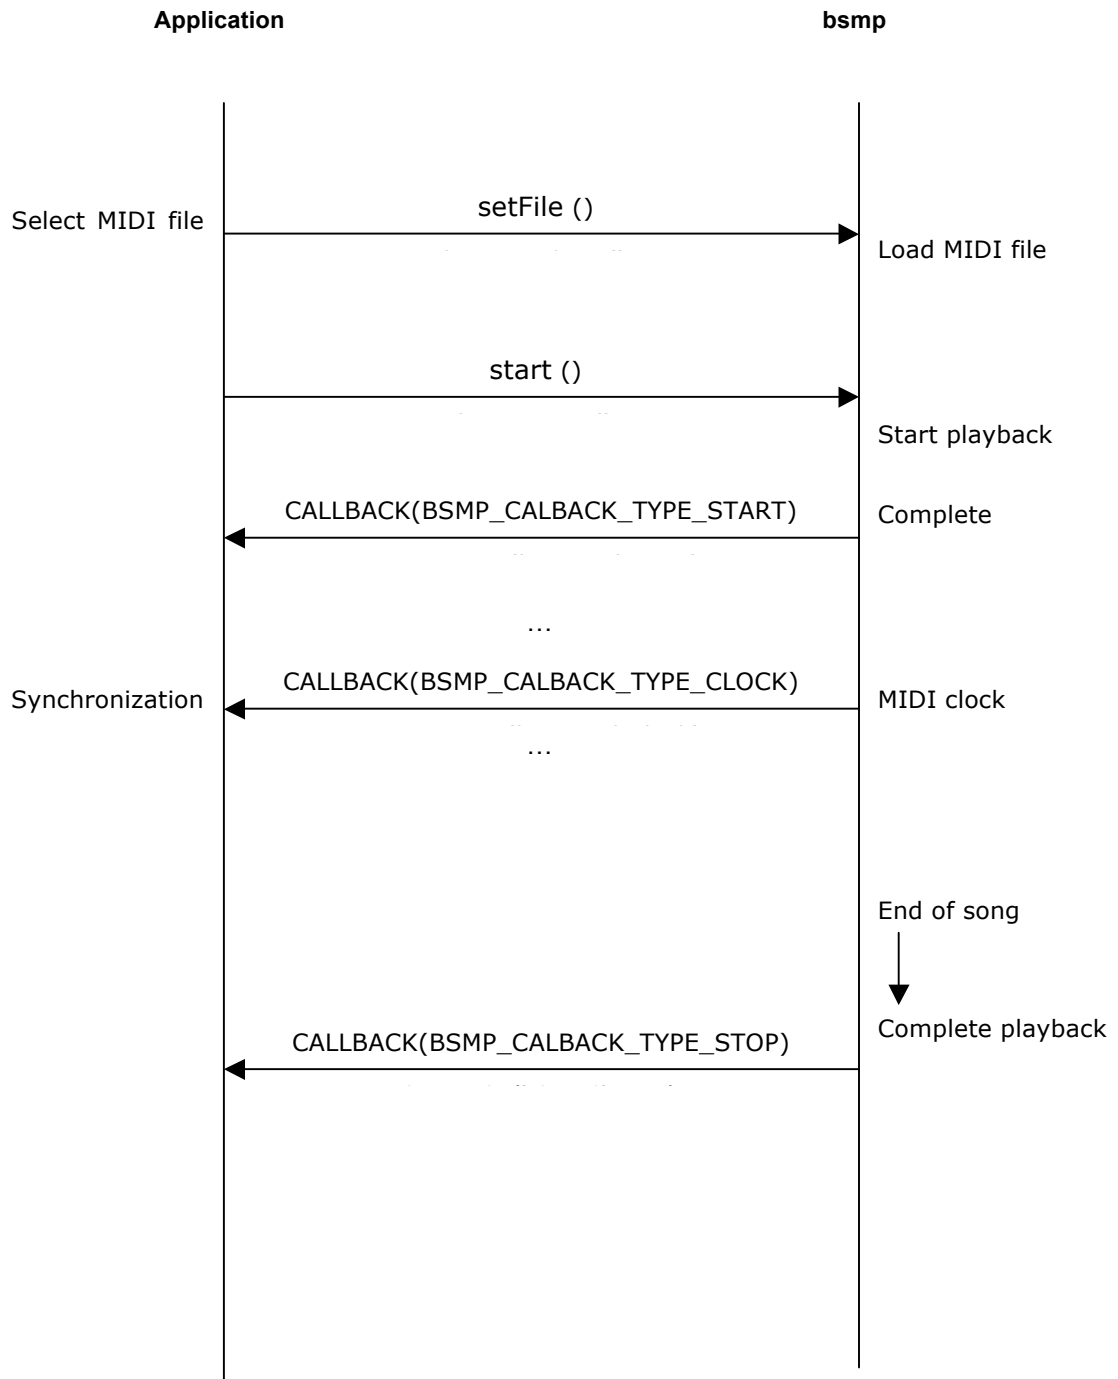 Application
bsmp
Select MIDI file
setFile ()
Load MIDI file
start ()
Start playback
CALLBACK(BSMP_CALBACK_TYPE_START)
Complete
...
Synchronization
CALLBACK(BSMP_CALBACK_TYPE_CLOCK)
MIDI clock
...
End of song
Complete playback
CALLBACK(BSMP_CALBACK_TYPE_STOP)